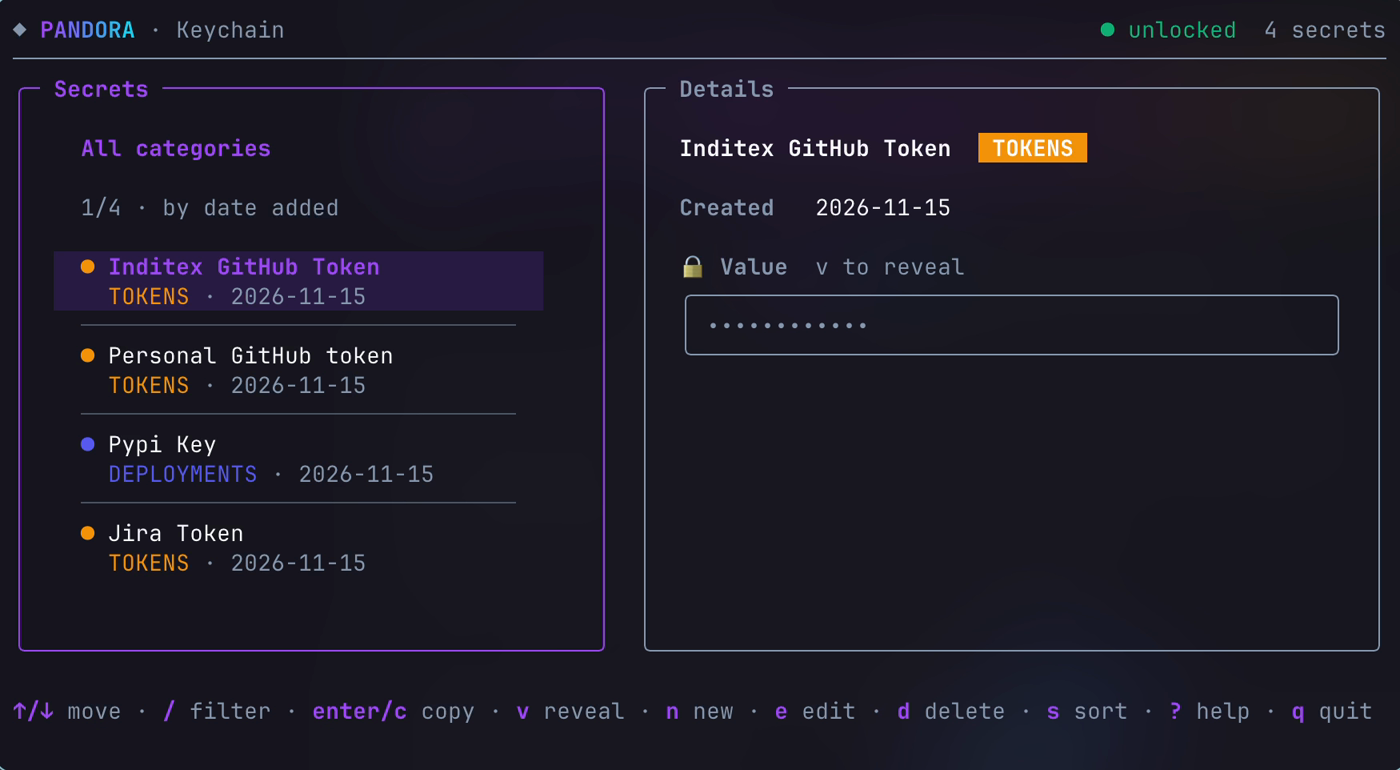 ◆ PANDORA · Keychain
● unlocked 4 secrets
Secrets
All categories
1/4 · by date added
● Inditex GitHub Token
TOKENS · 2026-11-15
● Personal GitHub token
TOKENS · 2026-11-15
● Pypi Key
DEPLOYMENTS · 2026-11-15
● Jira Token
TOKENS · 2026-11-15
Details
Inditex GitHub Token TOKENS
Created 2026-11-15
🔒 Value v to reveal
••••••••••••
↑/↓ move · / filter · enter/c copy · v reveal · n new · e edit · d delete · s sort · ? help · q quit